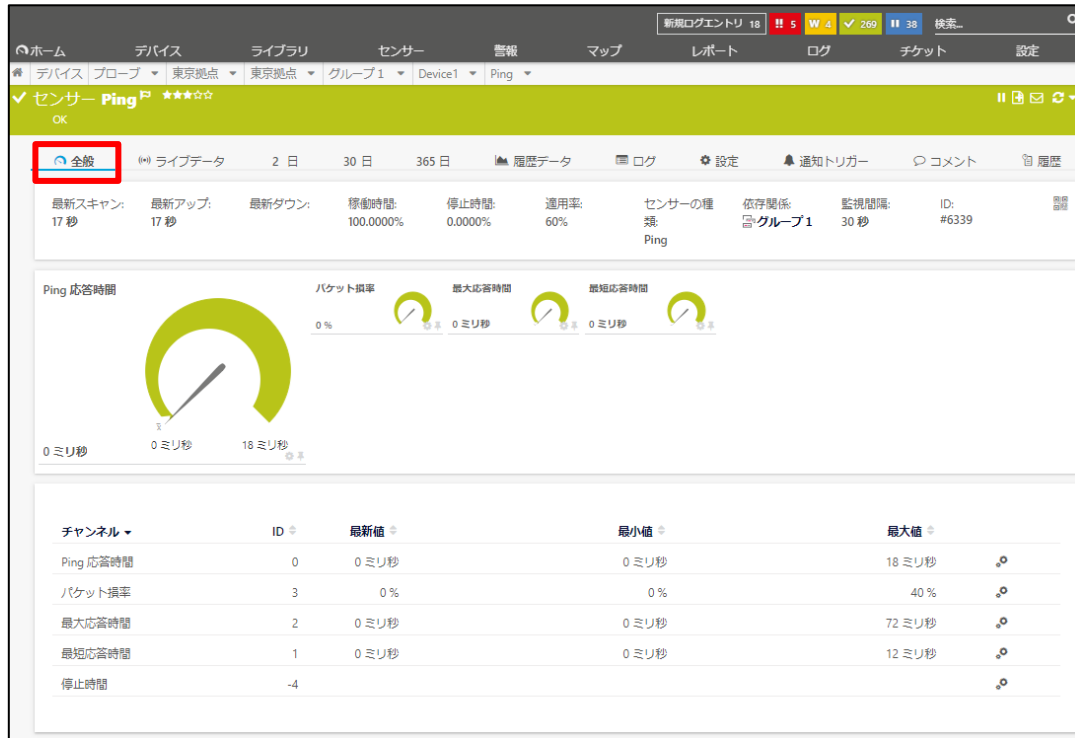 新規ログエントリ 18 !! 5 W 4 269 38 検索...
ホーム デバイス ライブラリ センサー 警報 マップ レポート ログ チケット 設定
デバイス プローブ 東京拠点 東京拠点 グループ 1 Device1 Ping
センサー Ping
OK
全般 ライブデータ 2 日 30 日 365 日 履歴データ ログ 設定 通知トリガー コメント 履歴
最新スキャン: 最新アップ: 最新ダウン: 稼働時間: 停止時間: 適用率: センサーの種 依存関係: 監視間隔: ID:
17 秒 17 秒 100.0000% 0.0000% 60% 類: グループ 1 30 秒 #6339
Ping
Ping 応答時間 パケット損率 最大応答時間 最短応答時間
0 % 0 ミリ秒 0 ミリ秒
0 ミリ秒 0 ミリ秒 18 ミリ秒
チャンネル ID 最新値 最小値 最大値
Ping 応答時間 0 0 ミリ秒 0 ミリ秒 18 ミリ秒
パケット損率 3 0 % 0 % 40 %
最大応答時間 2 0 ミリ秒 0 ミリ秒 72 ミリ秒
最短応答時間 1 0 ミリ秒 0 ミリ秒 12 ミリ秒
停止時間 -4